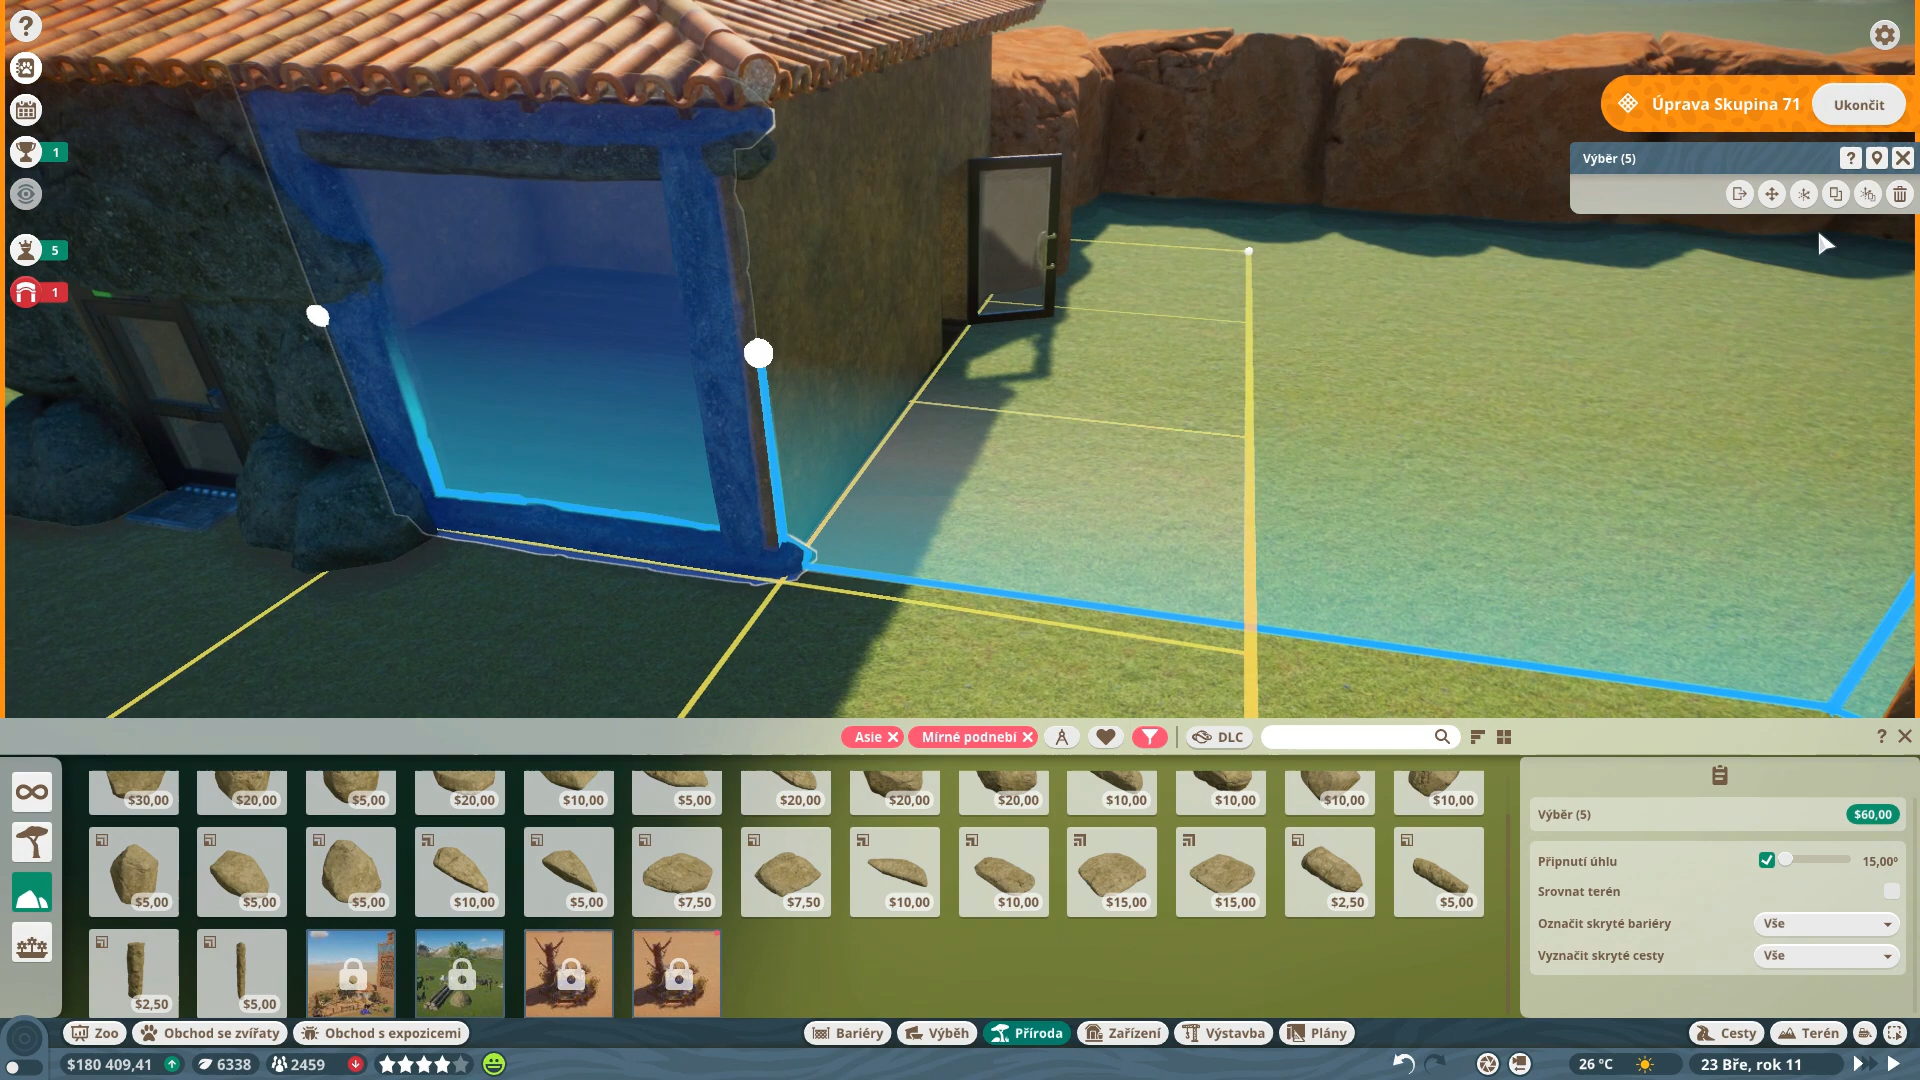 1
5
1
Úprava Skupina 71
Ukončit
Výběr (5)
Asie
Mírné podnebí
DLC
$30,00
$20,00
$5,00
$20,00
$10,00
$5,00
$20,00
$20,00
$20,00
$10,00
$10,00
$10,00
$10,00
$5,00
$5,00
$5,00
$10,00
$5,00
$7,50
$7,50
$10,00
$10,00
$15,00
$15,00
$2,50
$5,00
$2,50
$5,00
Výběr (5)
$60,00
Připnutí úhlu
15,00°
Srovnat terén
Označit skryté bariéry
Vše
Vyznačit skryté cesty
Vše
Zoo
Obchod se zvířaty
Obchod s expozicemi
Bariéry
Výběh
Příroda
Zařízení
Výstavba
Plány
Cesty
Terén
$180 409,41
6338
2459
26 °C
23 Bře, rok 11